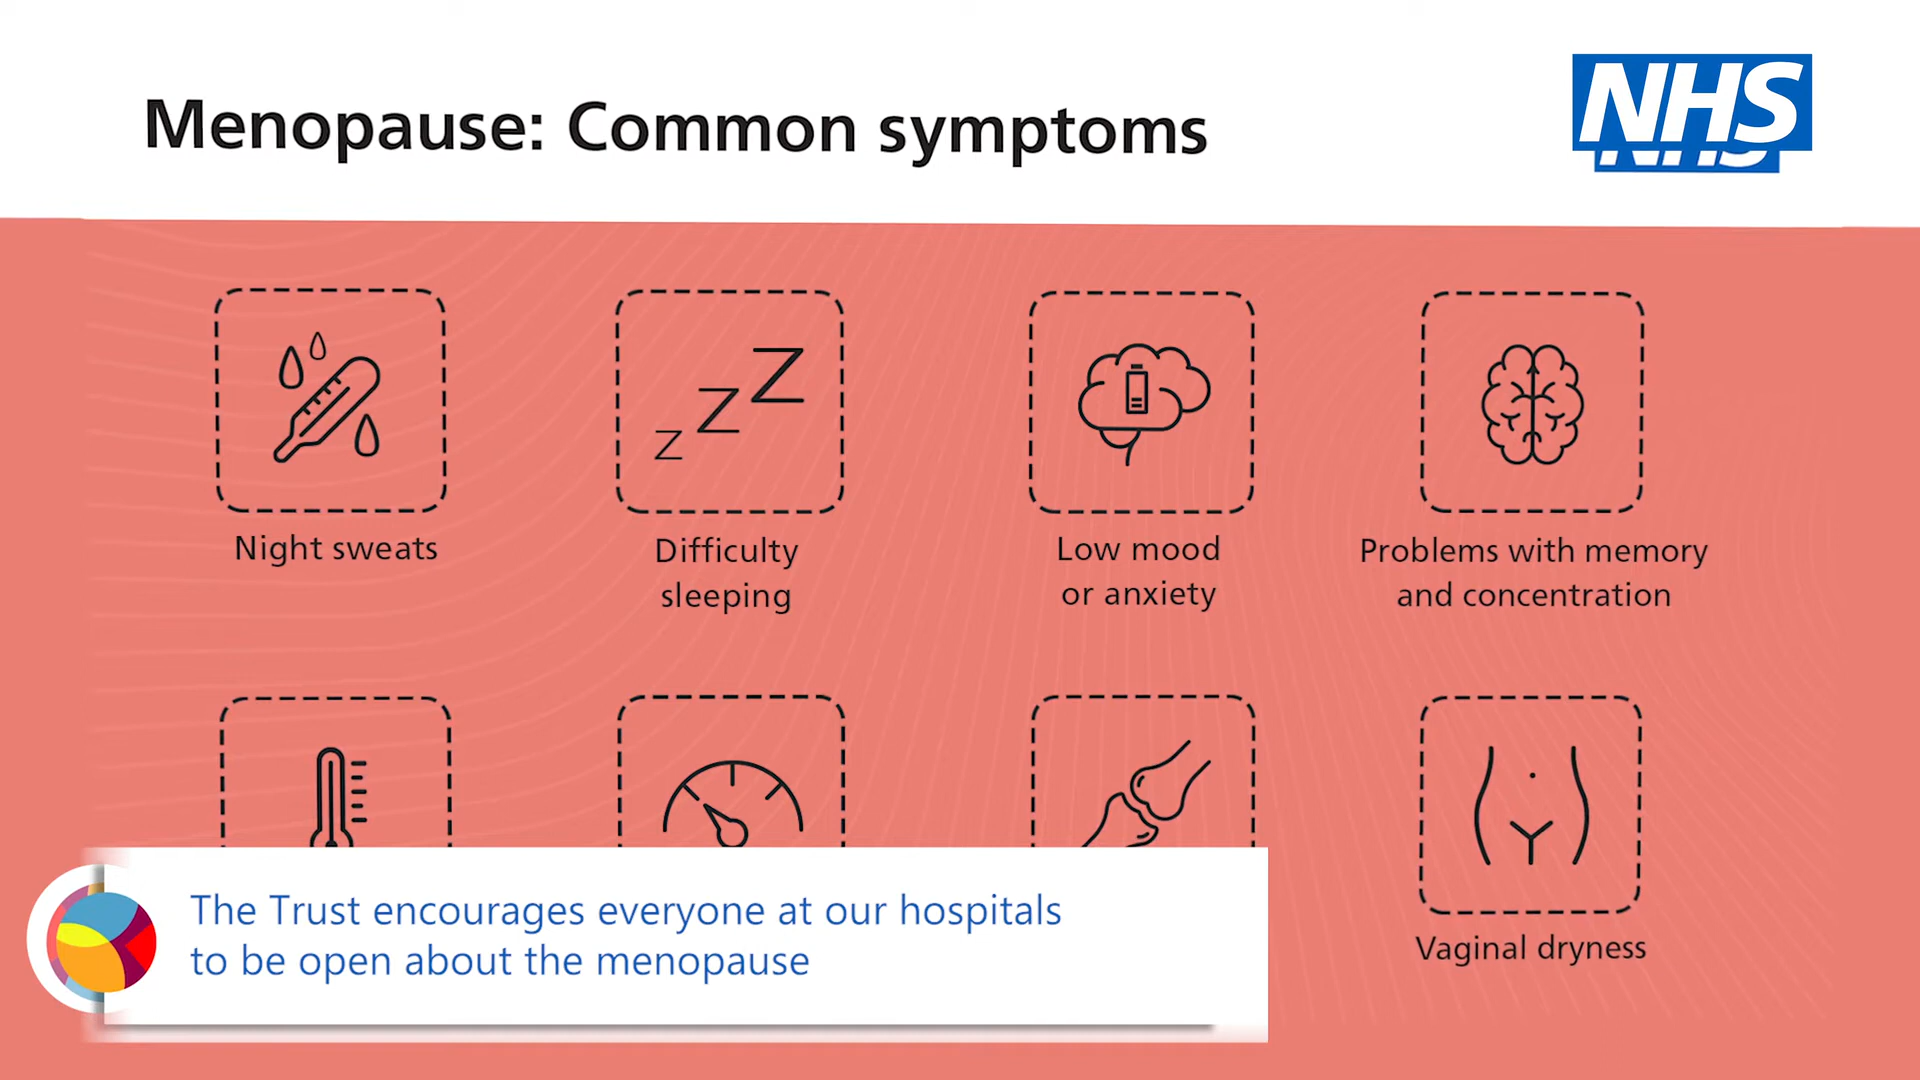 Menopause: Common symptoms
NHS
NHS
z Z Z
Night sweats
Difficulty
sleeping
Low mood
or anxiety
Problems with memory
and concentration
Vaginal dryness
The Trust encourages everyone at our hospitals
to be open about the menopause